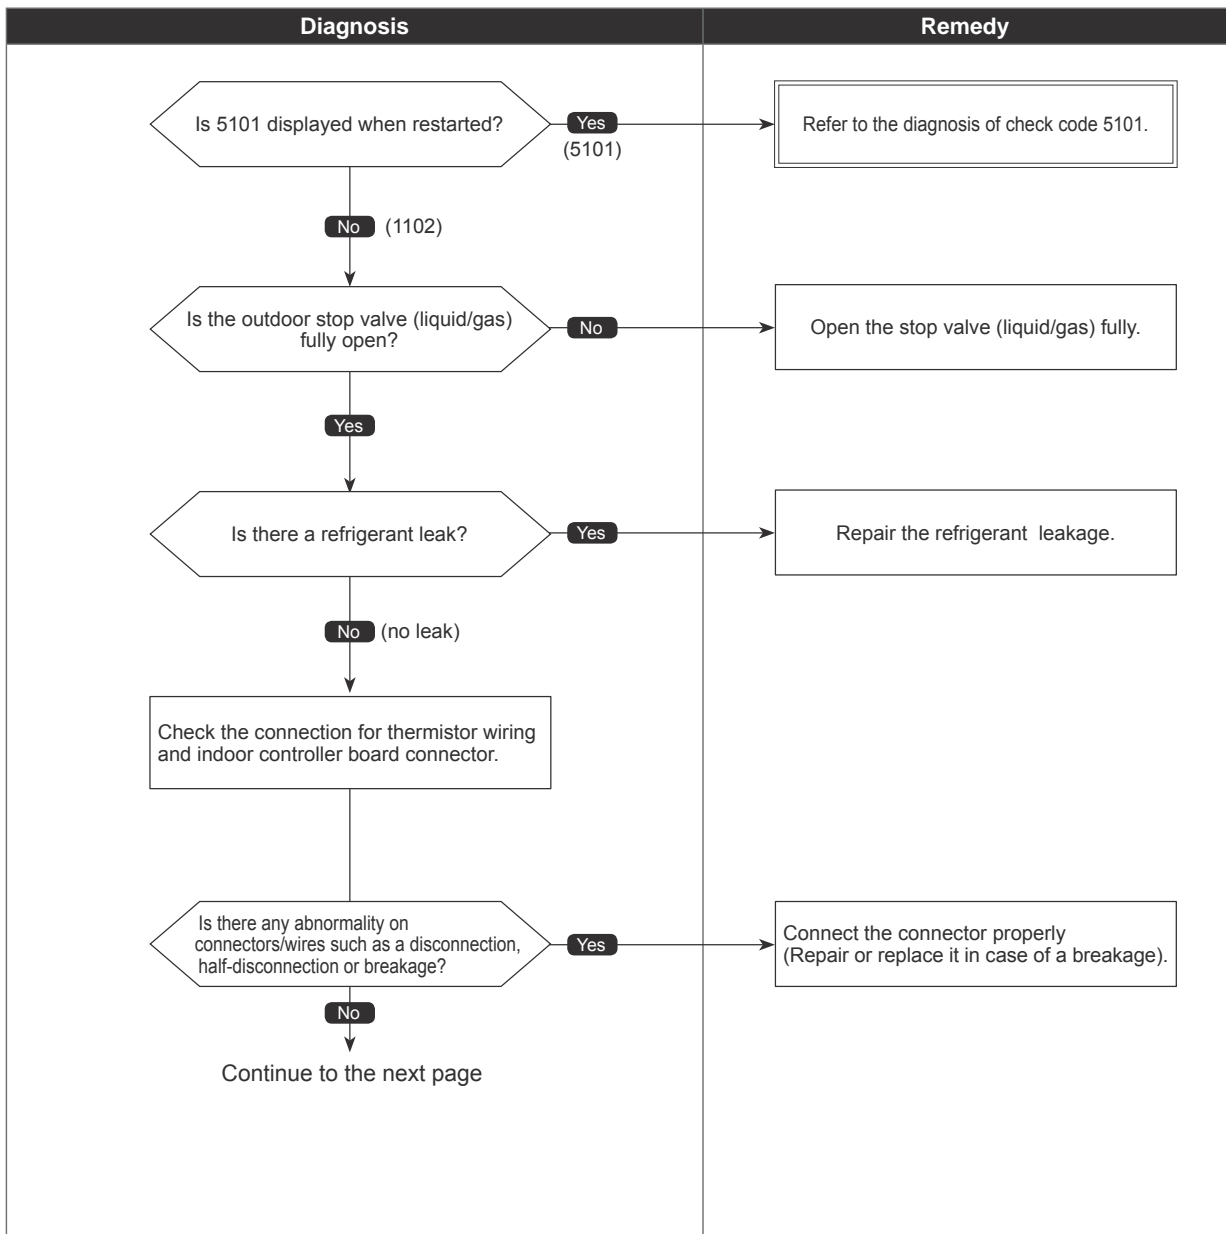 Diagnosis
Remedy
Is 5101 displayed when restarted?
Yes
(5101)
Refer to the diagnosis of check code 5101.
No (1102)
Is the outdoor stop valve (liquid/gas)
fully open?
No
Open the stop valve (liquid/gas) fully.
Yes
Is there a refrigerant leak?
Yes
Repair the refrigerant leakage.
No (no leak)
Check the connection for thermistor wiring
and indoor controller board connector.
Is there any abnormality on
connectors/wires such as a disconnection,
half-disconnection or breakage?
Yes
Connect the connector properly
(Repair or replace it in case of a breakage).
No
Continue to the next page